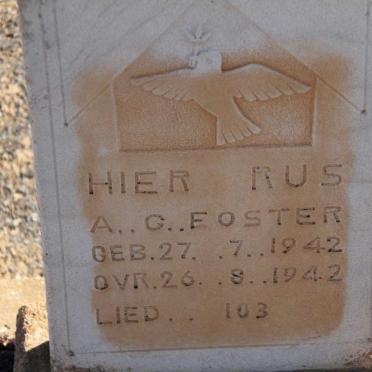 HIER RUS
A.. G.. FOSTER
GEB. 27. .7.. 1942
OVR. 26. .8.. 1942
LIED.. 103